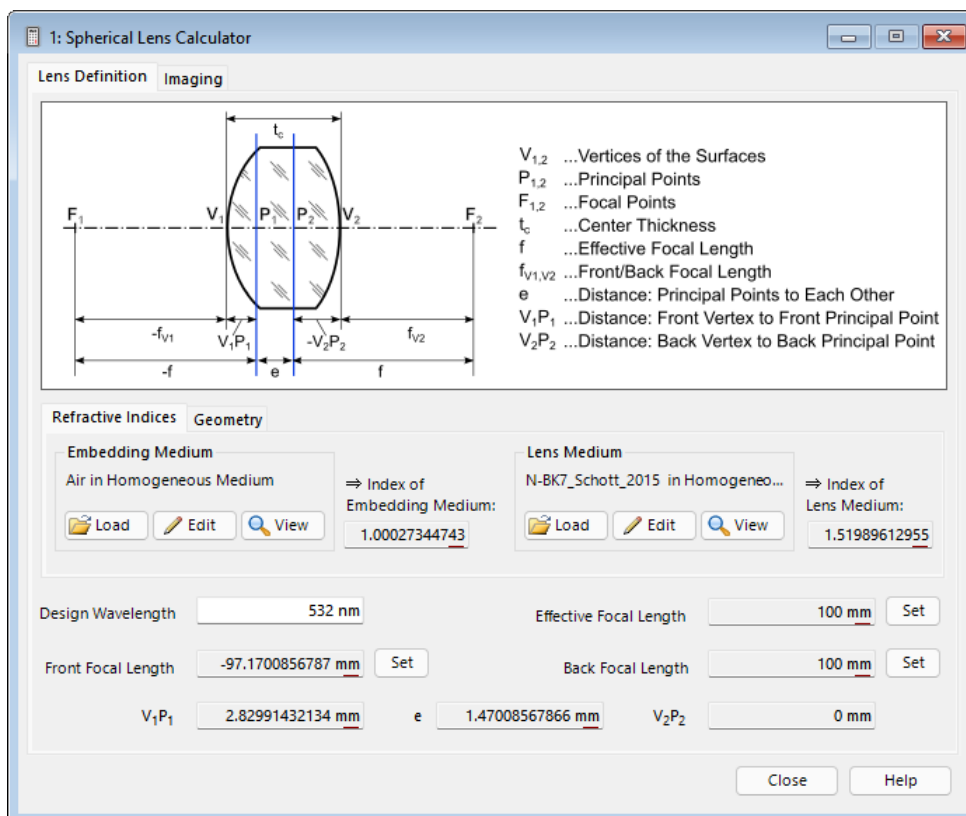 1: Spherical Lens Calculator
Lens Definition
Imaging
t_c
F₁
V₁
P₁
P₂
V₂
F₂
-f_V1
V₁P₁
-V₂P₂
f_V2
-f
e
f
V₁,₂ ...Vertices of the Surfaces
P₁,₂ ...Principal Points
F₁,₂ ...Focal Points
t_c ...Center Thickness
f ...Effective Focal Length
f_V1,V2 ...Front/Back Focal Length
e ...Distance: Principal Points to Each Other
V₁P₁ ...Distance: Front Vertex to Front Principal Point
V₂P₂ ...Distance: Back Vertex to Back Principal Point
Refractive Indices
Geometry
Embedding Medium
Air in Homogeneous Medium
Load
Edit
View
⇒ Index of
Embedding Medium:
1.00027344743
Lens Medium
N-BK7_Schott_2015 in Homogeneo...
Load
Edit
View
⇒ Index of
Lens Medium:
1.51989612955
Design Wavelength
532 nm
Effective Focal Length
100 mm
Set
Front Focal Length
-97.1700856787 mm
Set
Back Focal Length
100 mm
Set
V₁P₁
2.82991432134 mm
e
1.47008567866 mm
V₂P₂
0 mm
Close
Help